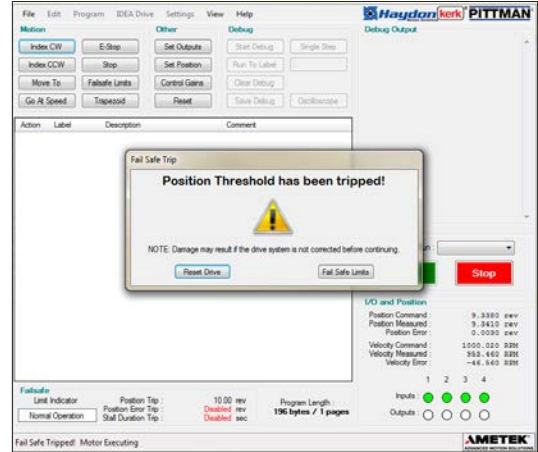 File Edit Program IDEA Drive Settings View Help
Haydon kerk PITTMAN
Motion Other Debug Debug Output
Index CW E-Stop Set Outputs Start Debug Single Step
Index CCW Stop Set Position Run To Label
Move To Failsafe Limits Control Gains Clear Debug
Go At Speed Trapezoid Reset Save Debug Oscilloscope
Action Label Description Comment
Fail Safe Trip
Position Threshold has been tripped!
NOTE: Damage may result if the drive system is not corrected before continuing.
Reset Drive Fail Safe Limits
Stop
I/O and Position
Position Command : 9.3380 rev
Position Measured : 9.3410 rev
Position Error : 0.0030 rev
Velocity Command : 1000.020 RPM
Velocity Measured : 953.460 RPM
Velocity Error : -46.560 RPM
1 2 3 4
Inputs :
Outputs :
Failsafe
Limit Indicator
Normal Operation
Position Trip : 10.00 rev
Position Error Trip : Disabled rev
Stall Duration Trip : Disabled sec
Program Length :
196 bytes / 1 pages
Fail Safe Tripped! Motor Executing
AMETEK
ADVANCED MOTION SOLUTIONS